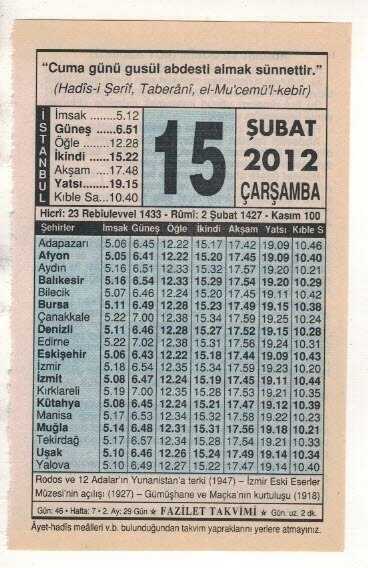 “Cuma günü gusül abdesti almak sünnettir.”
(Hadîs-i Şerîf, Taberânî, el-Mu'cemü'l-kebîr)
İSTANBUL
İmsak ......5.12
Güneş ......6.51
Öğle ......12.28
İkindi ......15.22
Akşam ....17.48
Yatsı.......19.15
Kıble Sa...10.40
15
ŞUBAT
2012
ÇARŞAMBA
Hicrî: 23 Rebiulevvel 1433 - Rûmî: 2 Şubat 1427 - Kasım 100
Şehirler İmsak Güneş Öğle İkindi Akşam Yatsı Kıble S
Adapazarı 5.06 6.45 12.22 15.17 17.42 19.09 10.46
Afyon 5.05 6.41 12.22 15.20 17.45 19.09 10.40
Aydın 5.16 6.51 12.33 15.32 17.57 19.20 10.21
Balıkesir 5.16 6.54 12.33 15.29 17.54 19.20 10.29
Bilecik 5.07 6.46 12.24 15.20 17.45 19.11 10.42
Bursa 5.11 6.49 12.28 15.23 17.49 19.15 10.38
Çanakkale 5.22 7.00 12.38 15.34 17.59 19.25 10.24
Denizli 5.11 6.46 12.28 15.27 17.52 19.15 10.28
Edirne 5.22 7.02 12.38 15.31 17.56 19.24 10.31
Eskişehir 5.06 6.43 12.22 15.18 17.44 19.09 10.43
İzmir 5.18 6.54 12.35 15.34 17.59 19.23 10.20
İzmit 5.08 6.47 12.24 15.19 17.45 19.11 10.44
Kırklareli 5.19 7.00 12.35 15.28 17.53 19.21 10.35
Kütahya 5.08 6.45 12.24 15.21 17.47 19.12 10.39
Manisa 5.17 6.53 12.34 15.32 17.58 19.22 10.23
Muğla 5.14 6.48 12.31 15.31 17.56 19.18 10.21
Tekirdağ 5.17 6.57 12.34 15.28 17.54 19.21 10.33
Uşak 5.10 6.46 12.26 15.24 17.49 19.14 10.34
Yalova 5.10 6.49 12.27 15.22 17.47 19.14 10.40
Rodos ve 12 Adalar'ın Yunanistan'a terki (1947) – İzmir Eski Eserler
Müzesi'nin açılışı (1927) – Gümüşhane ve Maçka'nın kurtuluşu (1918)
Gün: 46 • Hafta: 7 • 2. Ay: 29 Gün ★ FAZİLET TAKVİMİ ★ Gün. uz. 2 dk.
Âyet-hadîs meâlleri v.b. bulunduğundan takvim yapraklarını yerlere atmayınız.